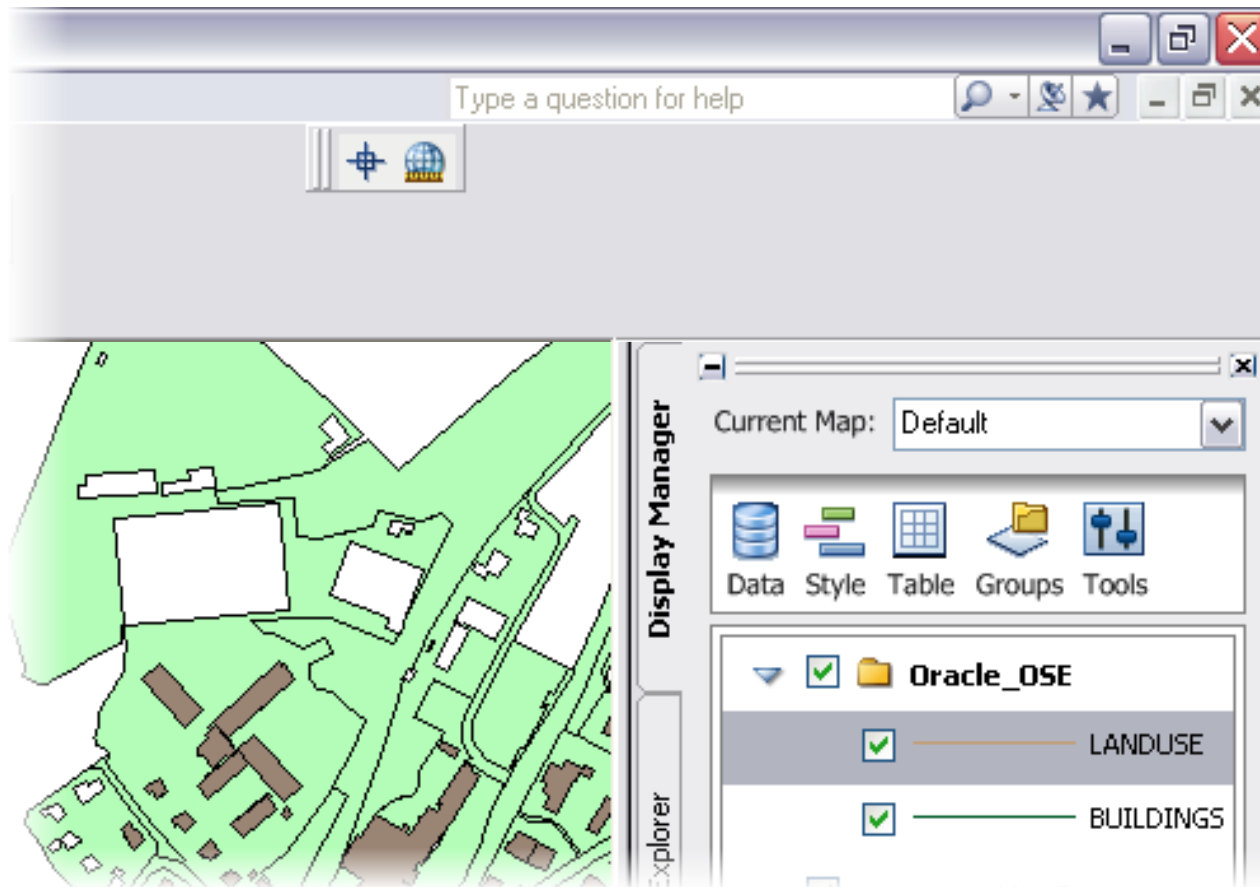 Type a question for help
Display Manager
Explorer
Current Map: Default
Data Style Table Groups Tools
Oracle_OSE
LANDUSE
BUILDINGS